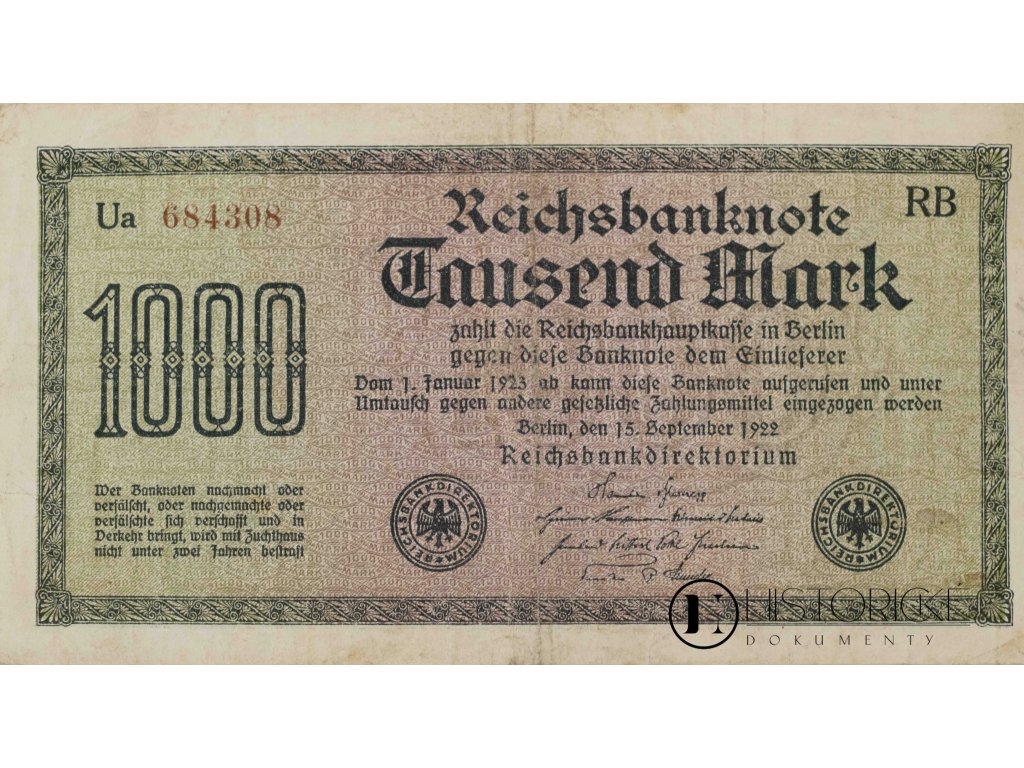 Ua 684308
RB
Reichsbanknote
Tausend Mark
1000
zahlt die Reichsbankhauptkasse in Berlin
gegen diese Banknote dem Einlieferer
Vom 1. Januar 1923 ab kann diese Banknote aufgerufen und unter
Umtausch gegen andere gesetzliche Zahlungsmittel eingezogen werden
Berlin, den 15. September 1922
Reichsbankdirektorium
Wer Banknoten nachmacht oder
verfälscht, oder nachgemachte oder
verfälschte sich verschafft und in
Verkehr bringt, wird mit Zuchthaus
nicht unter zwei Jahren bestraft
REICHSBANKDIREKTORIUM
REICHSBANKDIREKTORIUM
HISTORICKÉ
DOKUMENTY